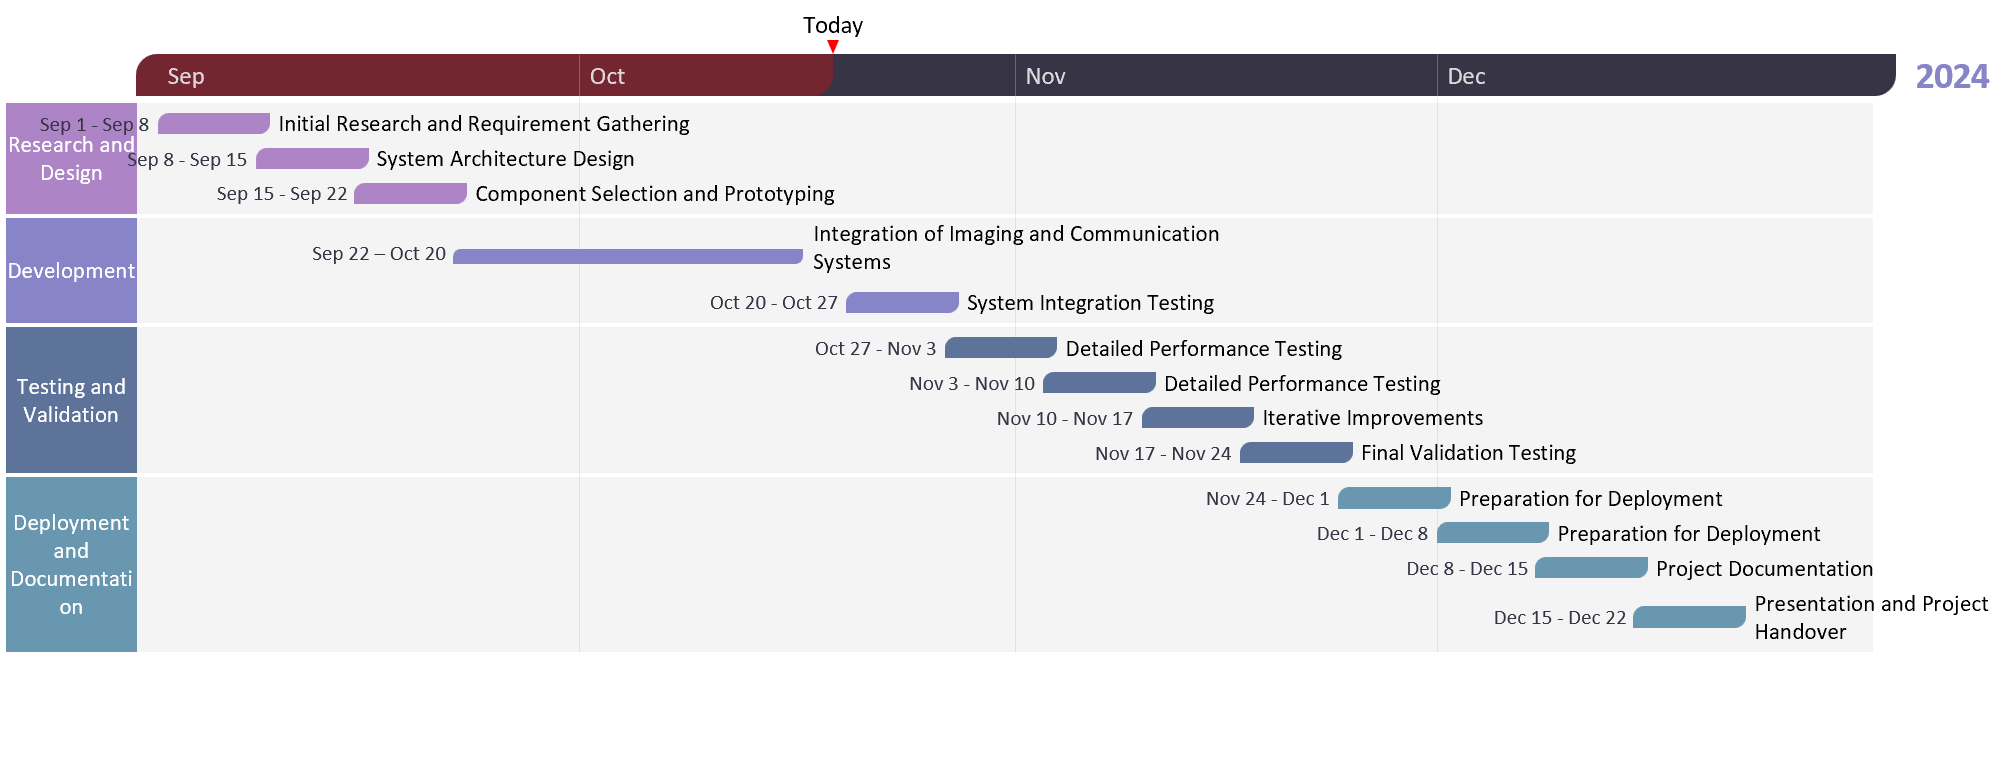 Today
Sep Oct Nov Dec 2024
Research and
Design
Sep 1 - Sep 8 Initial Research and Requirement Gathering
Sep 8 - Sep 15 System Architecture Design
Sep 15 - Sep 22 Component Selection and Prototyping
Development
Sep 22 – Oct 20 Integration of Imaging and Communication
Systems
Oct 20 - Oct 27 System Integration Testing
Testing and
Validation
Oct 27 - Nov 3 Detailed Performance Testing
Nov 3 - Nov 10 Detailed Performance Testing
Nov 10 - Nov 17 Iterative Improvements
Nov 17 - Nov 24 Final Validation Testing
Deployment
and
Documentati
on
Nov 24 - Dec 1 Preparation for Deployment
Dec 1 - Dec 8 Preparation for Deployment
Dec 8 - Dec 15 Project Documentation
Dec 15 - Dec 22 Presentation and Project
Handover